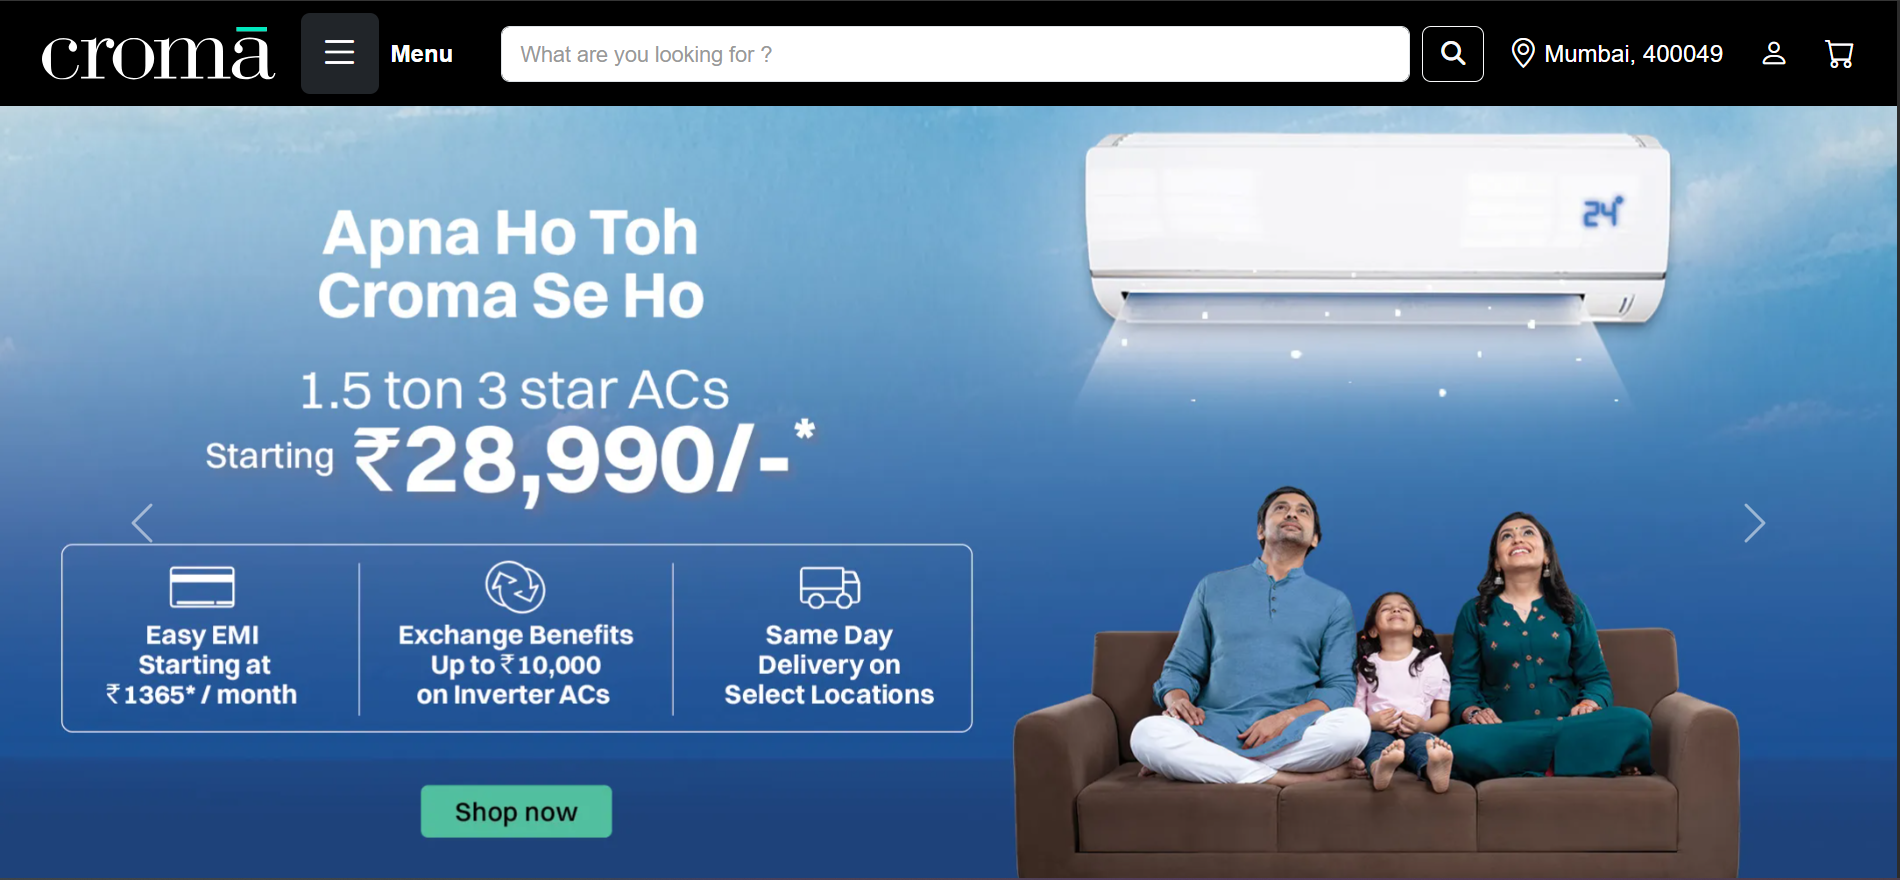 cromā
Menu
What are you looking for ?
Mumbai, 400049
Apna Ho Toh
Croma Se Ho
1.5 ton 3 star ACs
Starting ₹28,990/-*
Easy EMI
Starting at
₹1365* / month
Exchange Benefits
Up to ₹10,000
on Inverter ACs
Same Day
Delivery on
Select Locations
Shop now
24°